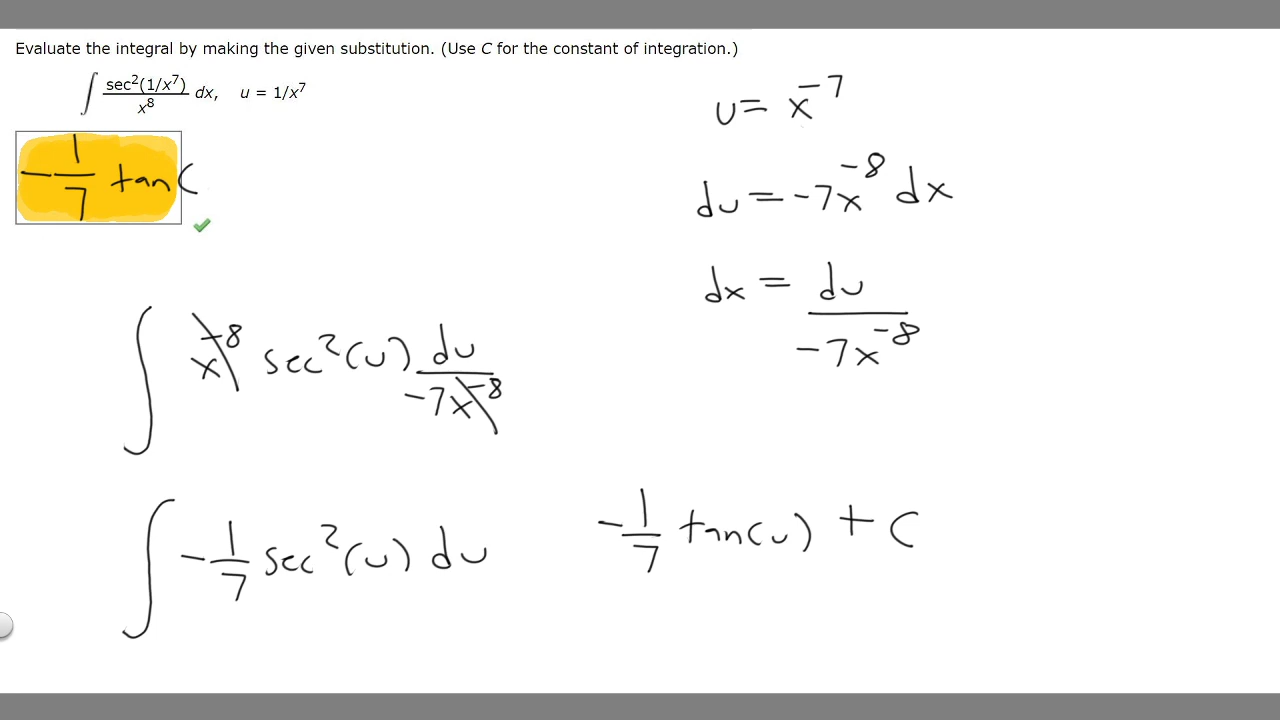 Evaluate the integral by making the given substitution. (Use C for the constant of integration.)
∫ sec²(1/x⁷)/x⁸ dx, u = 1/x⁷
-1/7 tan(
u = x⁻⁷
du = -7x⁻⁸ dx
dx = du/-7x⁻⁸
∫ x⁻⁸ sec²(u) du/-7x⁻⁸
∫ -1/7 sec²(u) du
-1/7 tan(u) + C